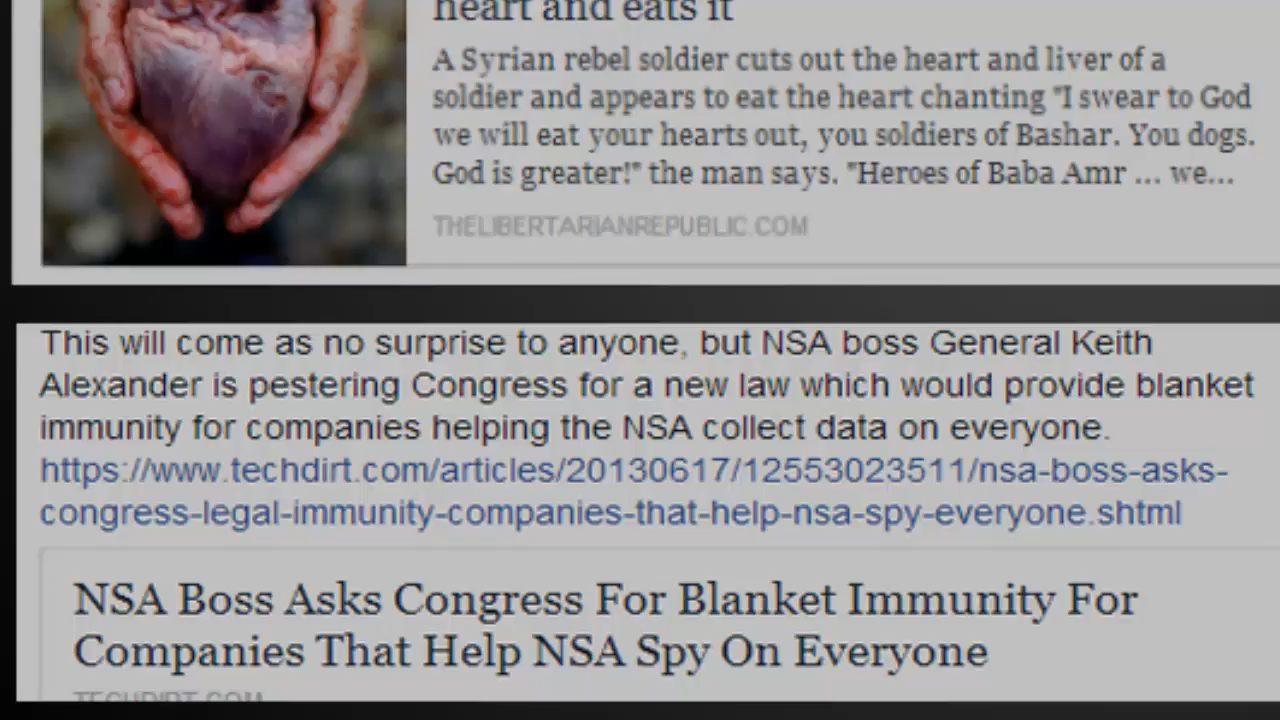 heart and eats it
A Syrian rebel soldier cuts out the heart and liver of a
soldier and appears to eat the heart chanting "I swear to God
we will eat your hearts out, you soldiers of Bashar. You dogs.
God is greater!" the man says. "Heroes of Baba Amr ... we...
THELIBERTARIANREPUBLIC.COM
This will come as no surprise to anyone, but NSA boss General Keith
Alexander is pestering Congress for a new law which would provide blanket
immunity for companies helping the NSA collect data on everyone.
https://www.techdirt.com/articles/20130617/12553023511/nsa-boss-asks-
congress-legal-immunity-companies-that-help-nsa-spy-everyone.shtml
NSA Boss Asks Congress For Blanket Immunity For
Companies That Help NSA Spy On Everyone
TECHDIRT.COM